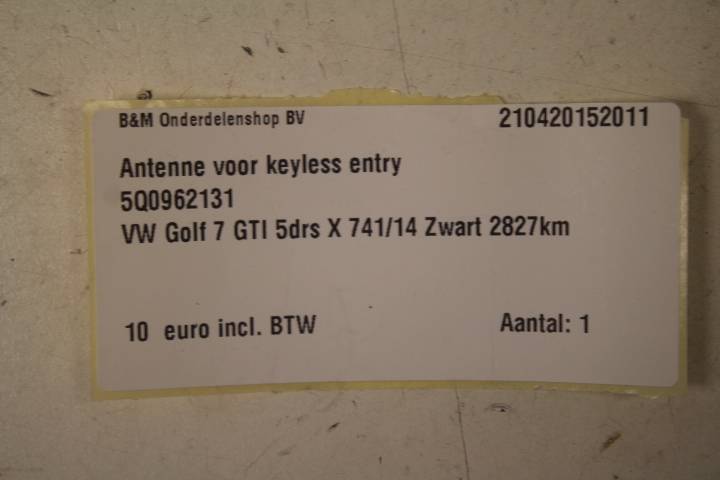 B&M Onderdelenshop BV 210420152011
Antenne voor keyless entry
5Q0962131
VW Golf 7 GTI 5drs X 741/14 Zwart 2827km
10 euro incl. BTW Aantal: 1